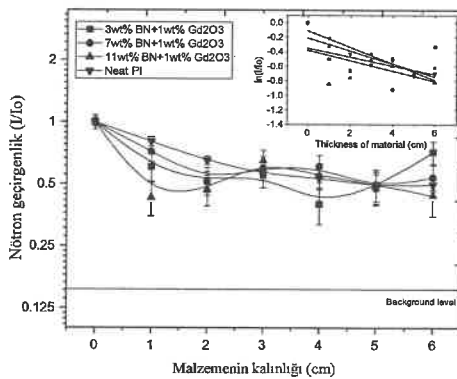 3wt% BN+1wt% Gd2O3
7wt% BN+1wt% Gd2O3
11wt% BN+1wt% Gd2O3
Neat PI
Nötron geçirgenlik (I/Io)
2
1
0.5
0.25
0.125
0 1 2 3 4 5 6
Malzemenin kalınlığı (cm)
Background level
ln(I/Io)
0.0
-0.2
-0.4
-0.6
-0.8
-1.0
-1.2
-1.4
0 2 4 6
Thickness of material (cm)